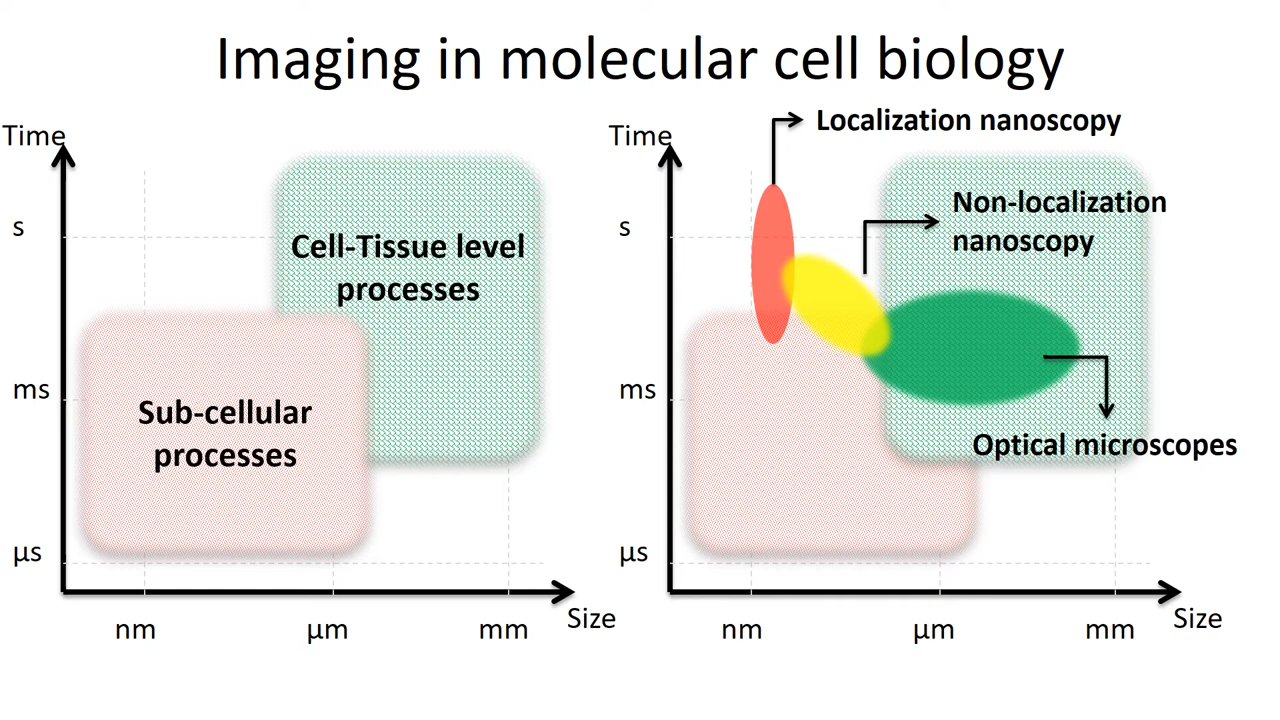 Imaging in molecular cell biology
Time
s
ms
µs
Cell-Tissue level
processes
Sub-cellular
processes
nm
µm
mm
Size
Time
s
ms
µs
Localization nanoscopy
Non-localization
nanoscopy
Optical microscopes
nm
µm
mm
Size